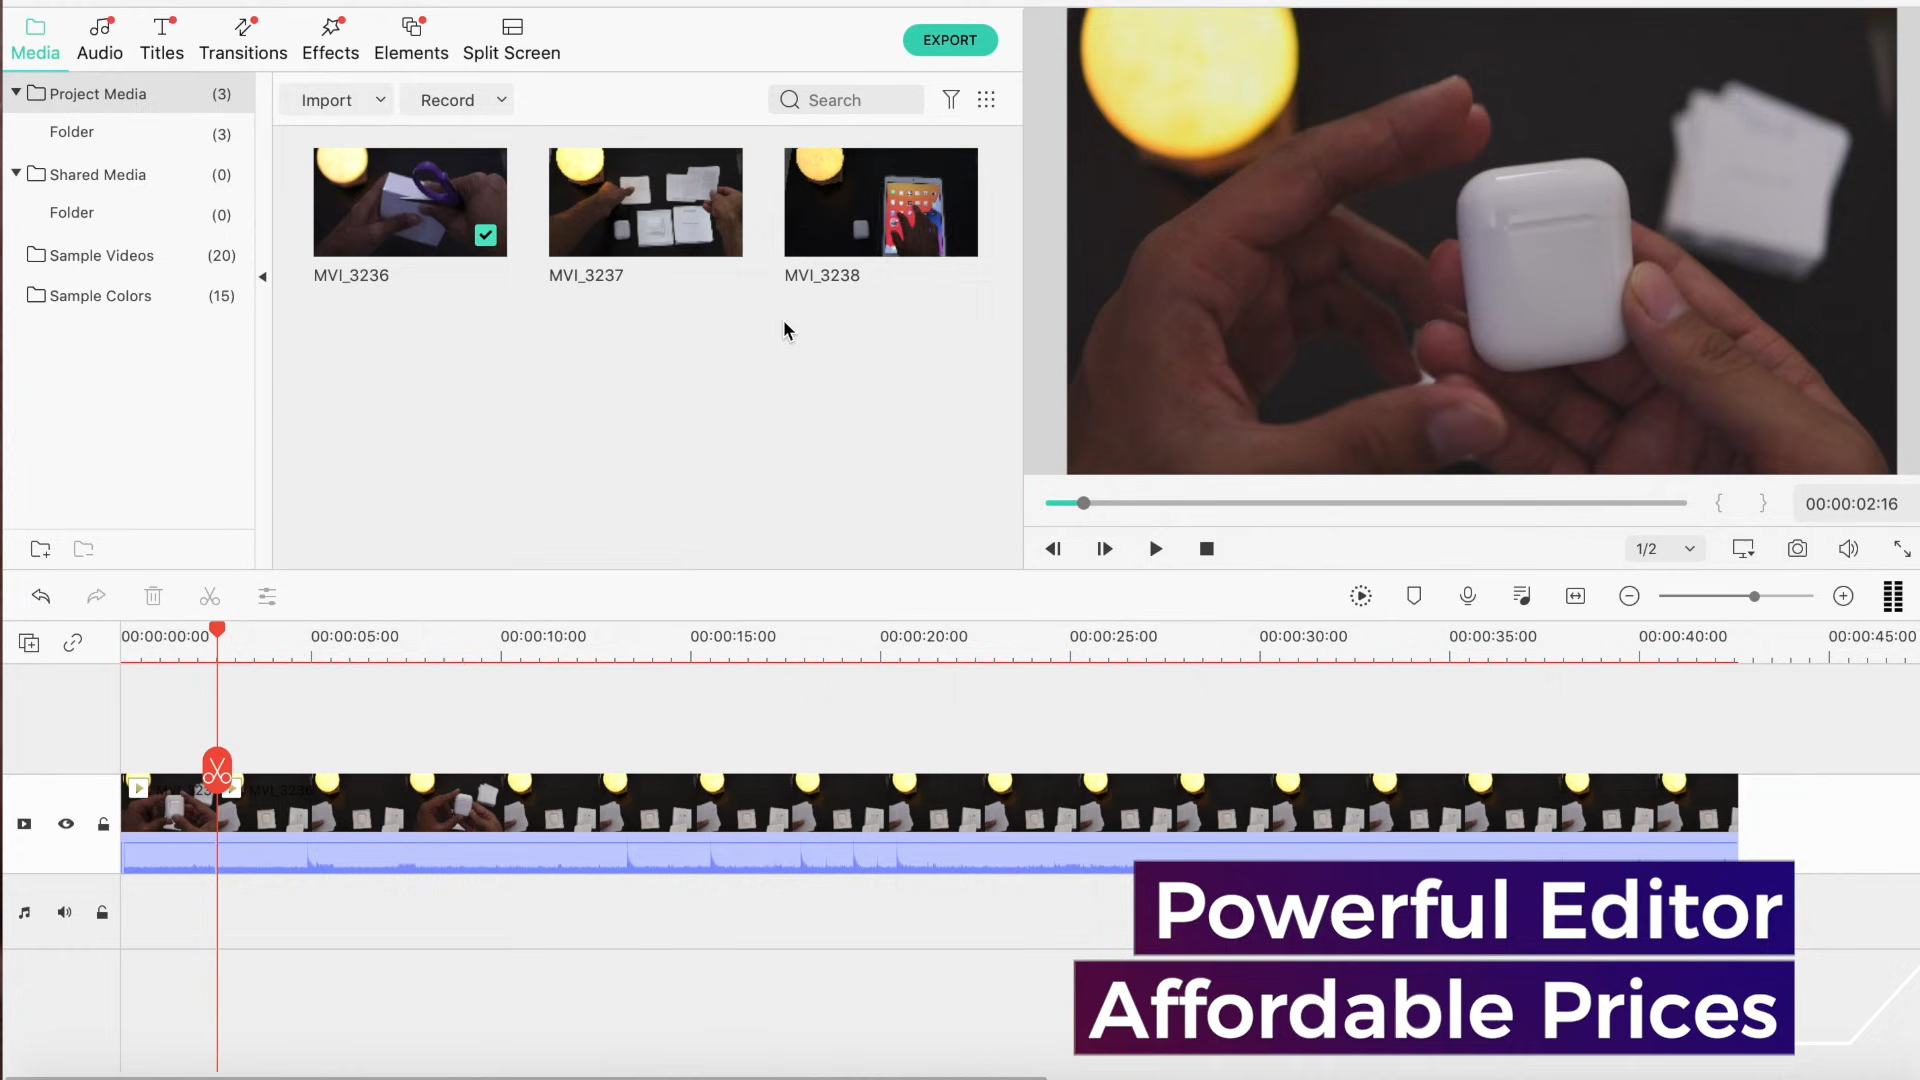 Media Audio Titles Transitions Effects Elements Split Screen EXPORT
Project Media (3)
Folder (3)
Shared Media (0)
Folder (0)
Sample Videos (20)
Sample Colors (15)
Import Record Search
MVI_3236 MVI_3237 MVI_3238
{ } 00:00:02:16
1/2
00:00:00:00 00:00:05:00 00:00:10:00 00:00:15:00 00:00:20:00 00:00:25:00 00:00:30:00 00:00:35:00 00:00:40:00 00:00:45:00
MVI_3236
Powerful Editor
Affordable Prices